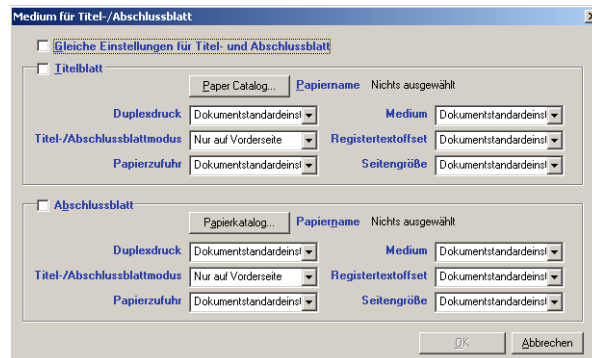 Medium für Titel-/Abschlussblatt
Gleiche Einstellungen für Titel- und Abschlussblatt
Titelblatt
Paper Catalog... Papiername Nichts ausgewählt
Duplexdruck Dokumentstandardeinst Medium Dokumentstandardeinst
Titel-/Abschlussblattmodus Nur auf Vorderseite Registertextoffset Dokumentstandardeinst
Papierzufuhr Dokumentstandardeinst Seitengröße Dokumentstandardeinst
Abschlussblatt
Papierkatalog... Papiername Nichts ausgewählt
Duplexdruck Dokumentstandardeinst Medium Dokumentstandardeinst
Titel-/Abschlussblattmodus Nur auf Vorderseite Registertextoffset Dokumentstandardeinst
Papierzufuhr Dokumentstandardeinst Seitengröße Dokumentstandardeinst
OK Abbrechen